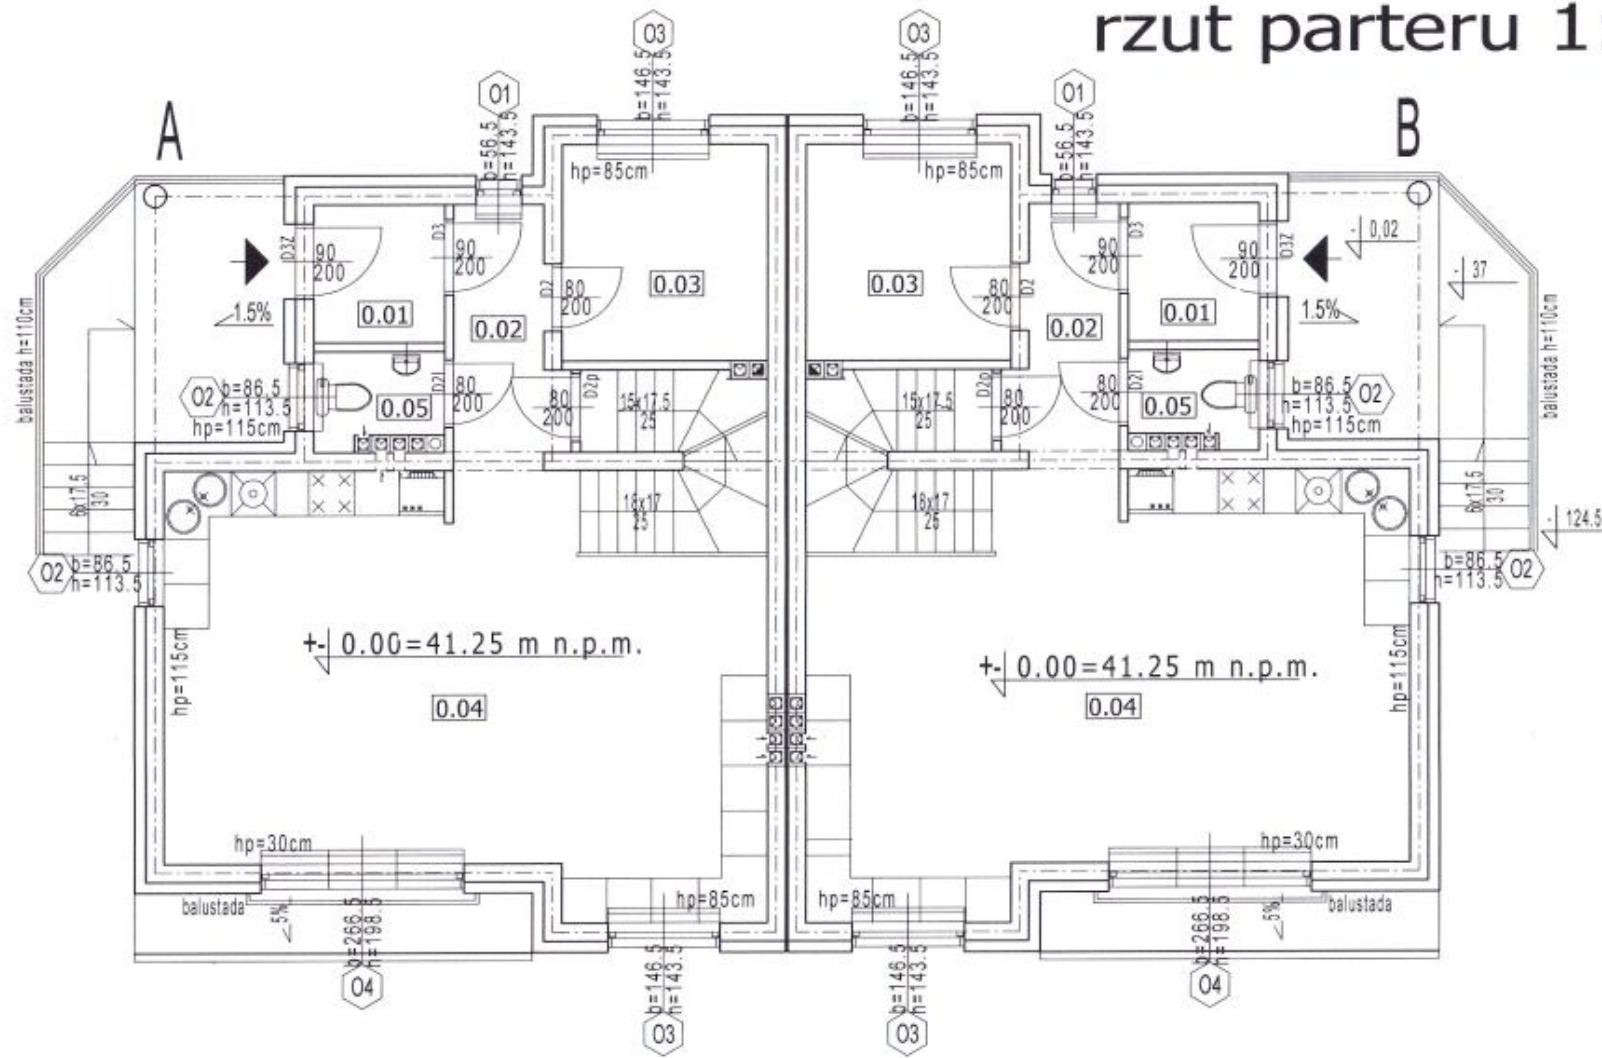 rzut parteru 1:
A
B
O3
b=146.5
h=143.5
O3
b=146.5
h=143.5
O1
b=56.5
h=143.5
O1
b=56.5
h=143.5
hp=85cm
hp=85cm
D3Z
90
200
D3
90
200
D2
80
200
0.03
0.03
D2
80
200
D3
90
200
D3Z
90
200
- 0,02
- 37
1.5%
0.01
0.02
0.02
0.01
1.5%
balustada h=110cm
balustada h=110cm
O2
b=86.5
h=113.5
hp=115cm
0.05
D2l
80
200
D2p
80
200
15x17.5
25
15x17.5
25
D2p
80
200
D2l
80
200
0.05
b=86.5
h=113.5
hp=115cm
O2
6x17.5
30
16x17
25
16x17
25
6x17.5
30
- 124.5
O2
b=86.5
h=113.5
b=86.5
h=113.5
O2
hp=115cm
hp=115cm
+- 0.00=41.25 m n.p.m.
+- 0.00=41.25 m n.p.m.
0.04
0.04
hp=30cm
hp=30cm
balustada
5%
hp=85cm
hp=85cm
5%
balustada
b=266.5
h=198.5
O4
b=146.5
h=143.5
O3
b=146.5
h=143.5
O3
b=266.5
h=198.5
O4